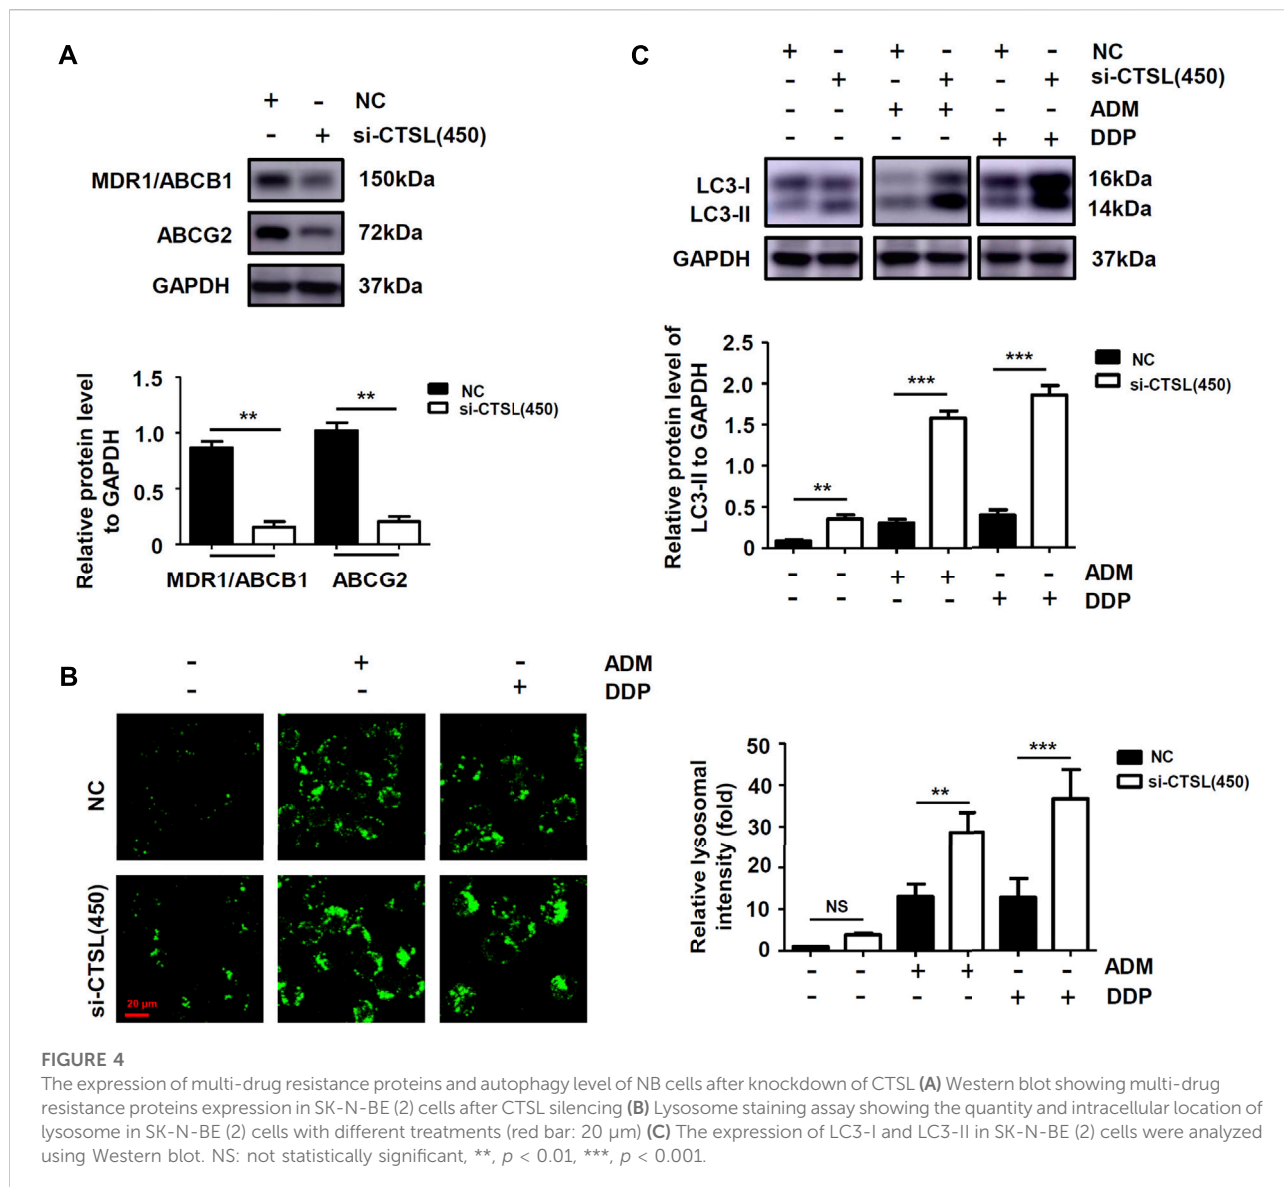 A
+ - NC
- + si-CTSL(450)
MDR1/ABCB1 150kDa
ABCG2 72kDa
GAPDH 37kDa
Relative protein level
to GAPDH
1.5
1.0
0.5
0
** **
NC
si-CTSL(450)
MDR1/ABCB1 ABCG2
C
+ - + - + - NC
- + - + - + si-CTSL(450)
- - + + - - ADM
- - - - + + DDP
LC3-I 16kDa
LC3-II 14kDa
GAPDH 37kDa
Relative protein level of
LC3-II to GAPDH
2.5
2.0
1.5
1.0
0.5
0
** *** ***
NC
si-CTSL(450)
- - + + - - ADM
- - - - + + DDP
B
- + - ADM
- - + DDP
NC
si-CTSL(450)
20 μm
Relative lysosomal
intensity (fold)
50
40
30
20
10
0
NS ** ***
NC
si-CTSL(450)
- - + + - - ADM
- - - - + + DDP
FIGURE 4
The expression of multi-drug resistance proteins and autophagy level of NB cells after knockdown of CTSL (A) Western blot showing multi-drug
resistance proteins expression in SK-N-BE (2) cells after CTSL silencing (B) Lysosome staining assay showing the quantity and intracellular location of
lysosome in SK-N-BE (2) cells with different treatments (red bar: 20 μm) (C) The expression of LC3-I and LC3-II in SK-N-BE (2) cells were analyzed
using Western blot. NS: not statistically significant, **, p < 0.01, ***, p < 0.001.